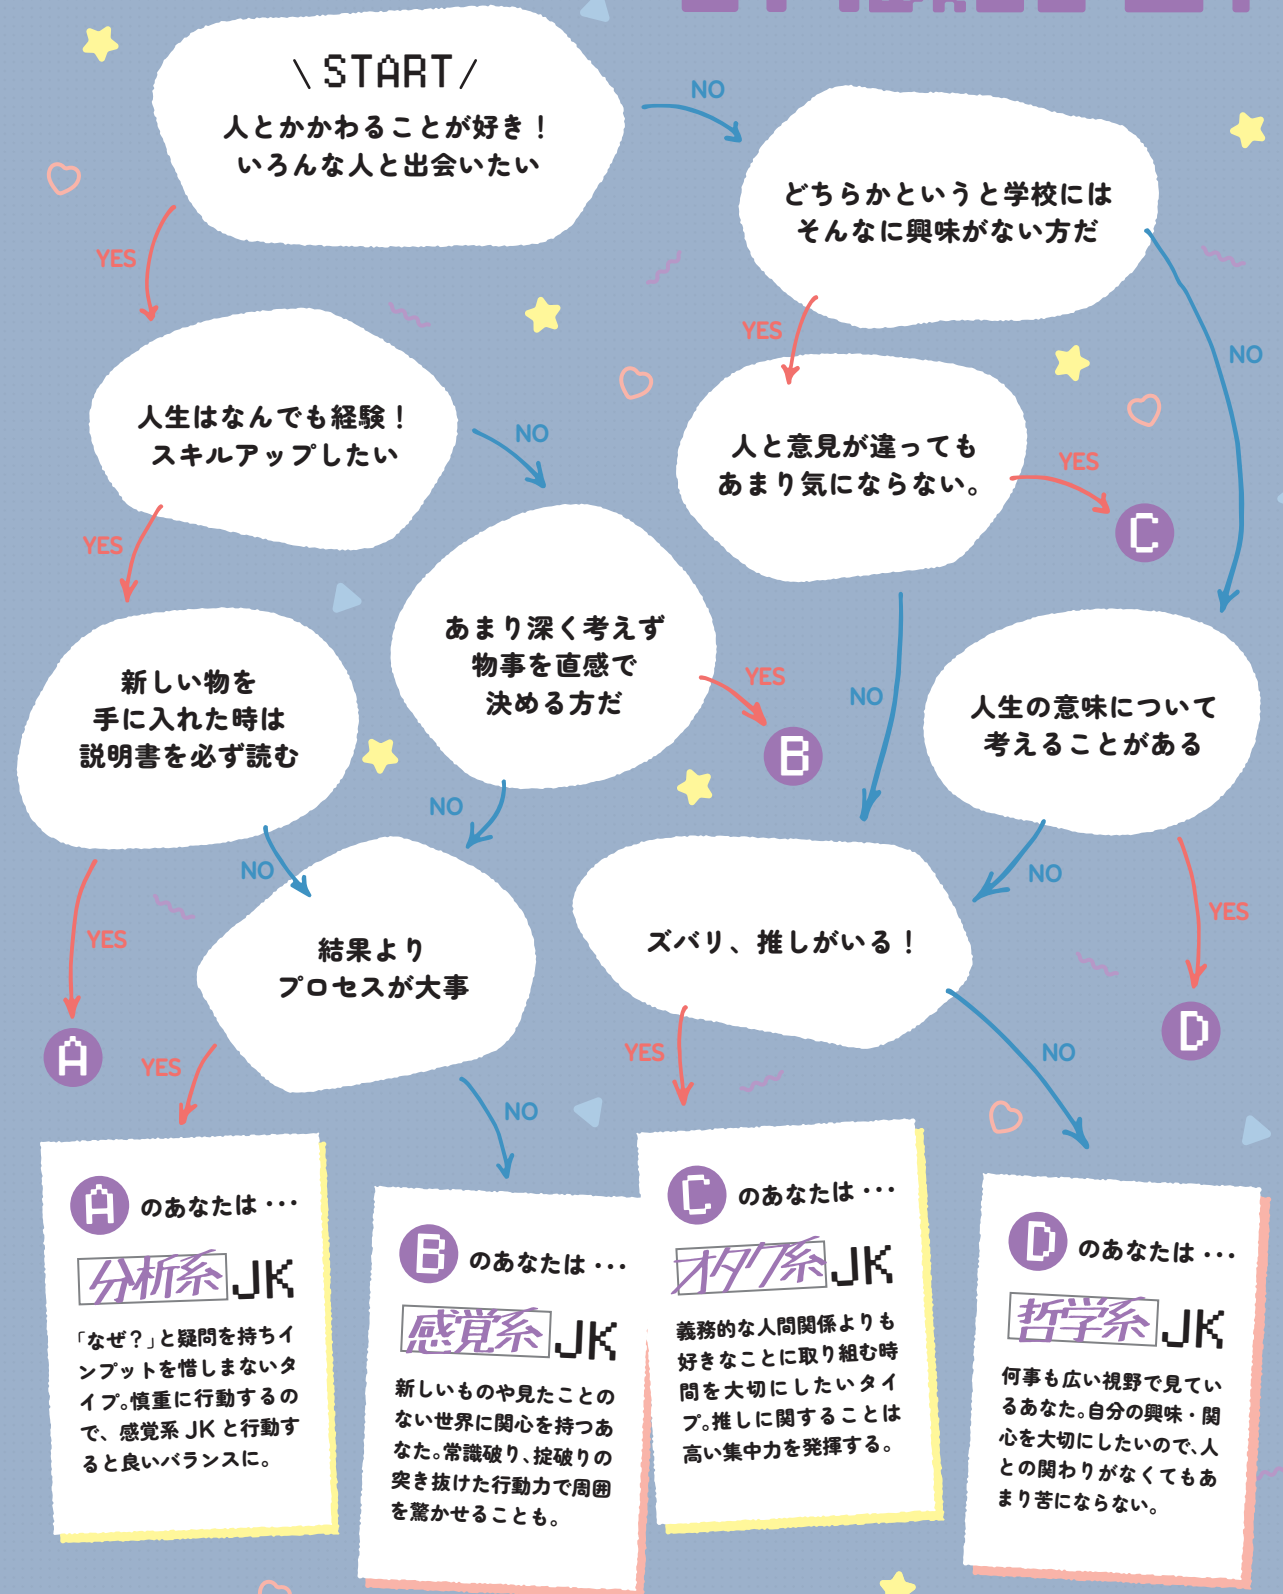 \ START /
人とかかわることが好き！
いろんな人と出会いたい
NO
どちらかというと学校には
そんなに興味がない方だ
YES
YES
NO
人生はなんでも経験！
スキルアップしたい
NO
人と意見が違っても
あまり気にならない。
YES
C
YES
あまり深く考えず
物事を直感で
決める方だ
YES
B
NO
新しい物を
手に入れた時は
説明書を必ず読む
人生の意味について
考えることがある
NO
NO
NO
YES
YES
結果より
プロセスが大事
ズバリ、推しがいる！
A
D
YES
NO
YES
NO
A のあなたは…
分析系JK
「なぜ？」と疑問を持ちイ
ンプットを惜しまないタ
イプ。慎重に行動するの
で、感覚系 JK と行動す
ると良いバランスに。
B のあなたは…
感覚系JK
新しいものや見たことの
ない世界に関心を持つあ
なた。常識破り、掟破りの
突き抜けた行動力で周囲
を驚かせることも。
C のあなたは…
オタク系JK
義務的な人間関係よりも
好きなことに取り組む時
間を大切にしたいタイ
プ。推しに関することは
高い集中力を発揮する。
D のあなたは…
哲学系JK
何事も広い視野で見てい
るあなた。自分の興味・関
心を大切にしたいので、人
との関わりがなくてもあ
まり苦にならない。